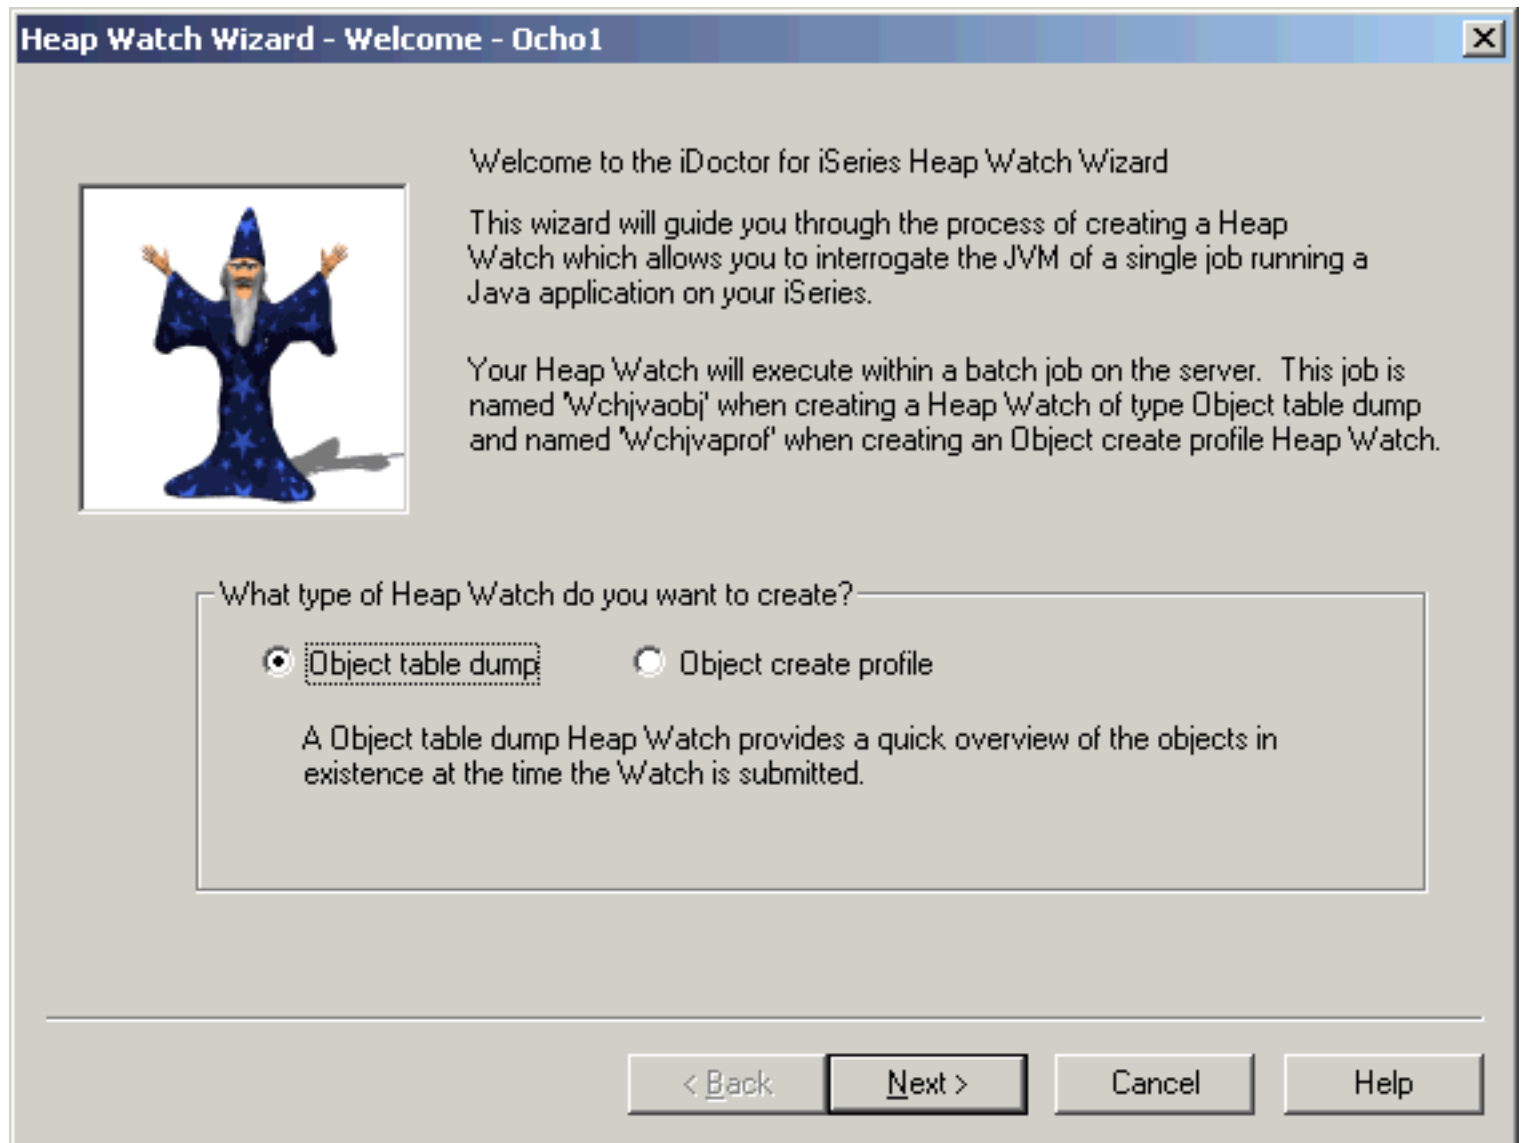 Heap Watch Wizard - Welcome - Ocho1
Welcome to the iDoctor for iSeries Heap Watch Wizard
This wizard will guide you through the process of creating a Heap
Watch which allows you to interrogate the JVM of a single job running a
Java application on your iSeries.
Your Heap Watch will execute within a batch job on the server.  This job is
named 'Wchjvaobj' when creating a Heap Watch of type Object table dump
and named 'Wchjvaprof' when creating an Object create profile Heap Watch.
What type of Heap Watch do you want to create?
Object table dump Object create profile
A Object table dump Heap Watch provides a quick overview of the objects in
existence at the time the Watch is submitted.
< Back Next > Cancel Help